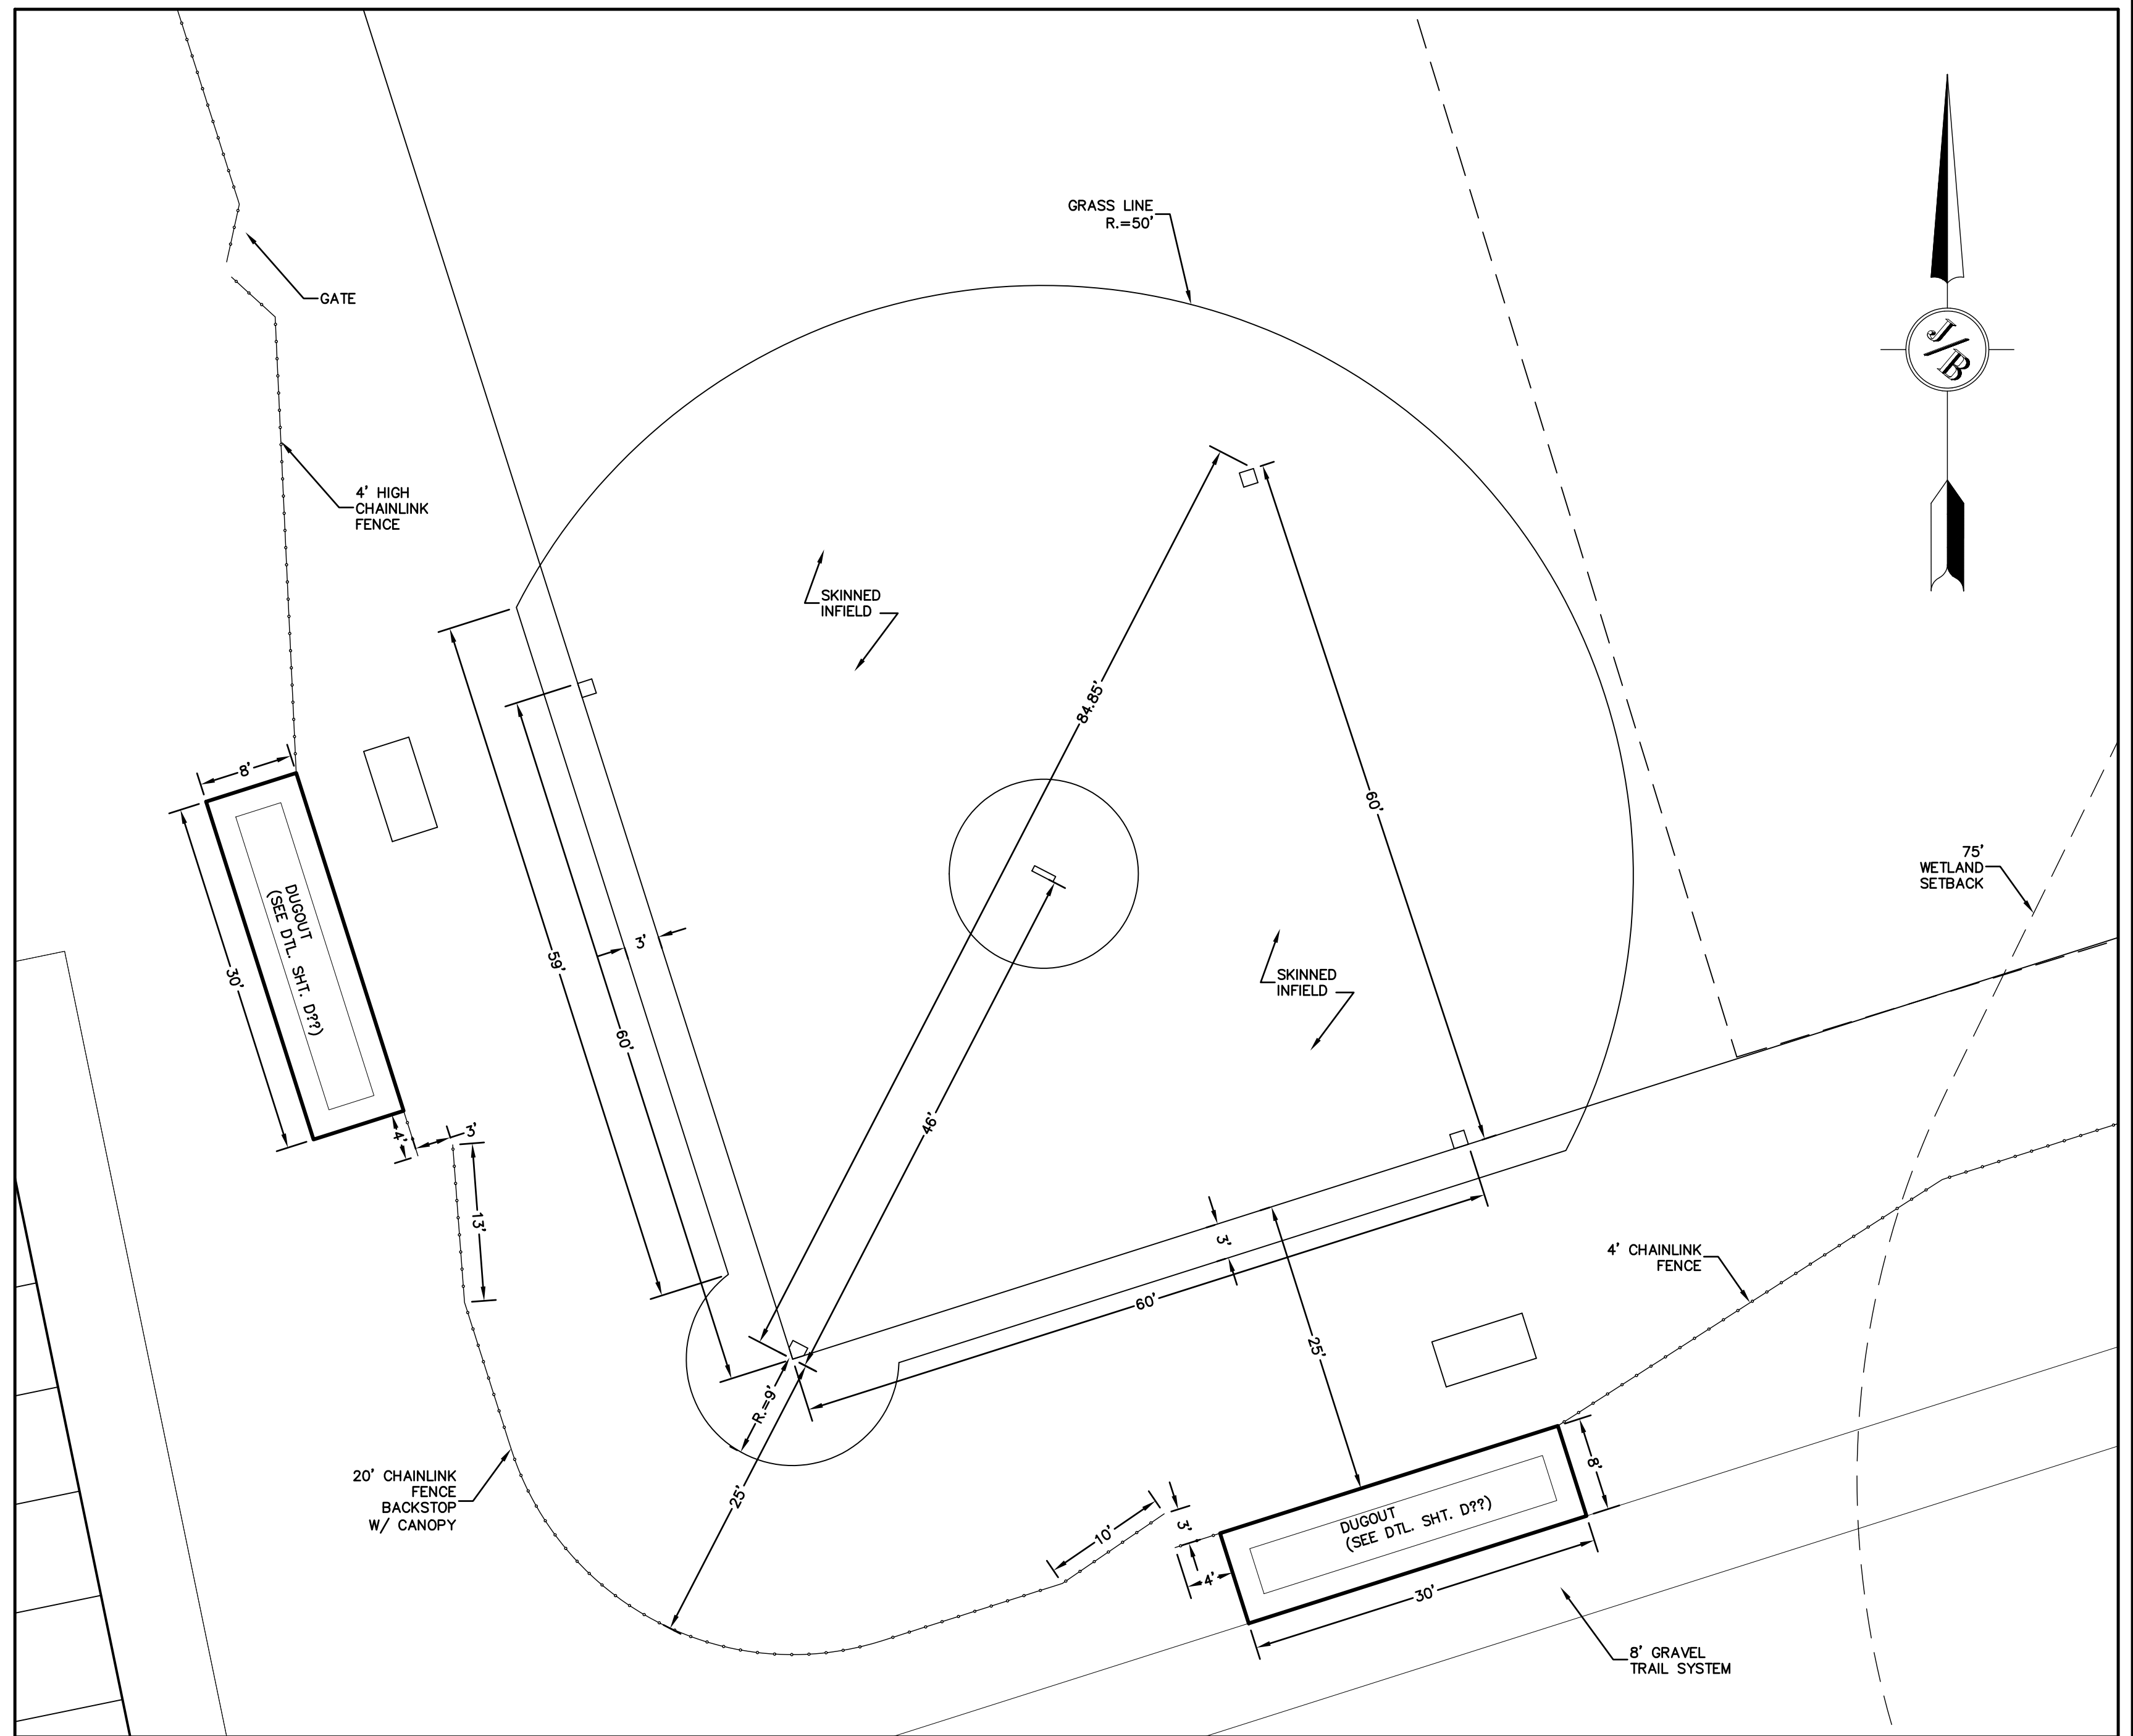 GRASS LINE
R.=50'
GATE
J/B
4' HIGH
CHAINLINK
FENCE
SKINNED
INFIELD
84.85'
60'
8'
75'
WETLAND
SETBACK
DUGOUT
(SEE DTL. SHT. D??)
30'
59'
3'
60'
SKINNED
INFIELD
46'
4'
3'
13'
3'
60'
25'
4' CHAINLINK
FENCE
R.=9'
25'
20' CHAINLINK
FENCE
BACKSTOP
W/ CANOPY
10'
3'
4'
DUGOUT
(SEE DTL. SHT. D??)
8'
30'
8' GRAVEL
TRAIL SYSTEM